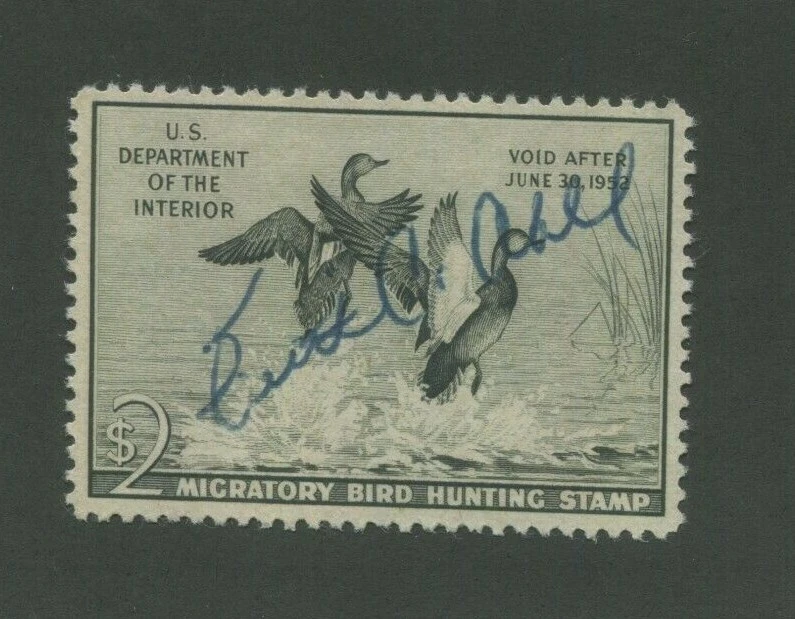 U.S.
DEPARTMENT
OF THE
INTERIOR
VOID AFTER
JUNE 30, 1952
$2
MIGRATORY BIRD HUNTING STAMP